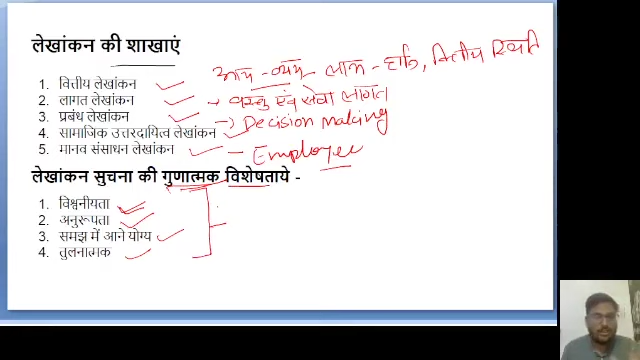 लेखांकन की शाखाएं
आय - व्यय लाभ - हानि, वित्तीय स्थिति
1. वित्तीय लेखांकन
2. लागत लेखांकन → वस्तु एवं सेवा लागत
3. प्रबंध लेखांकन → Decision making
4. सामाजिक उत्तरदायित्व लेखांकन
5. मानव संसाधन लेखांकन - Employee
लेखांकन सुचना की गुणात्मक विशेषताये -
1. विश्वनीयता
2. अनुरूपता
3. समझ में आने योग्य
4. तुलनात्मक